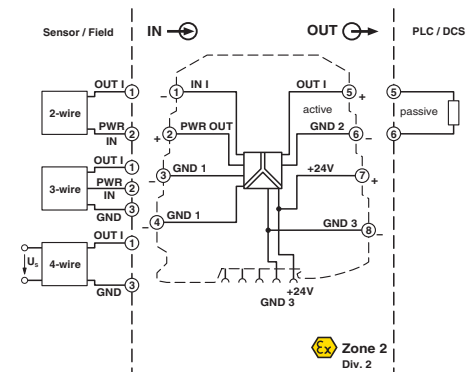 Sensor / Field
IN
OUT
PLC / DCS
OUT I
1
2-wire
PWR
IN
2
OUT I
1
3-wire
PWR
IN
2
GND
3
OUT I
1
Us
4-wire
GND
3
1
–
IN I
2
+
PWR OUT
3
–
GND 1
4
–
GND 1
OUT I
5
+
active
GND 2
6
–
+24V
7
+
GND 3
8
–
+24V
GND 3
5
passive
6
Ex
Zone 2
Div. 2